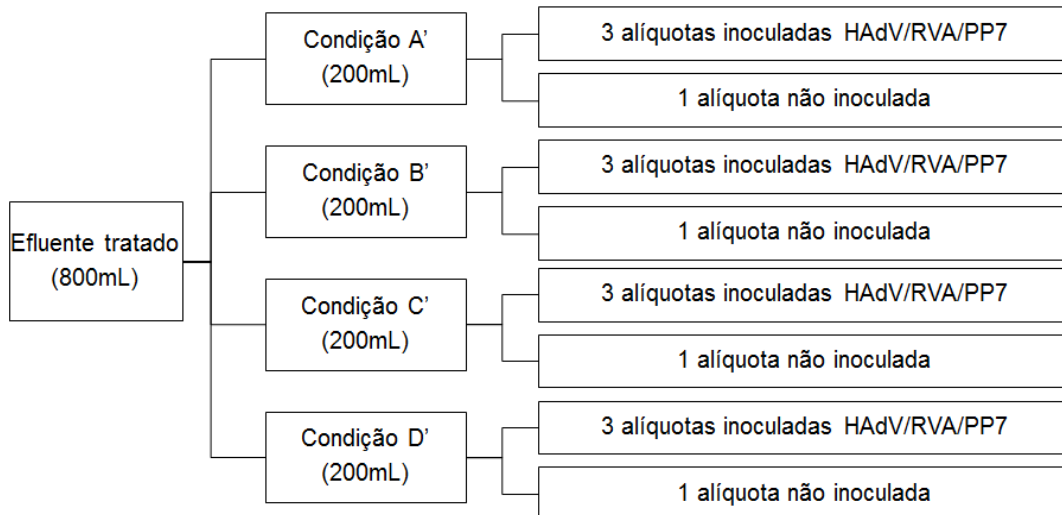 Efluente tratado
(800mL)
Condição A’
(200mL)
3 alíquotas inoculadas HAdV/RVA/PP7
1 alíquota não inoculada
Condição B’
(200mL)
3 alíquotas inoculadas HAdV/RVA/PP7
1 alíquota não inoculada
Condição C’
(200mL)
3 alíquotas inoculadas HAdV/RVA/PP7
1 alíquota não inoculada
Condição D’
(200mL)
3 alíquotas inoculadas HAdV/RVA/PP7
1 alíquota não inoculada